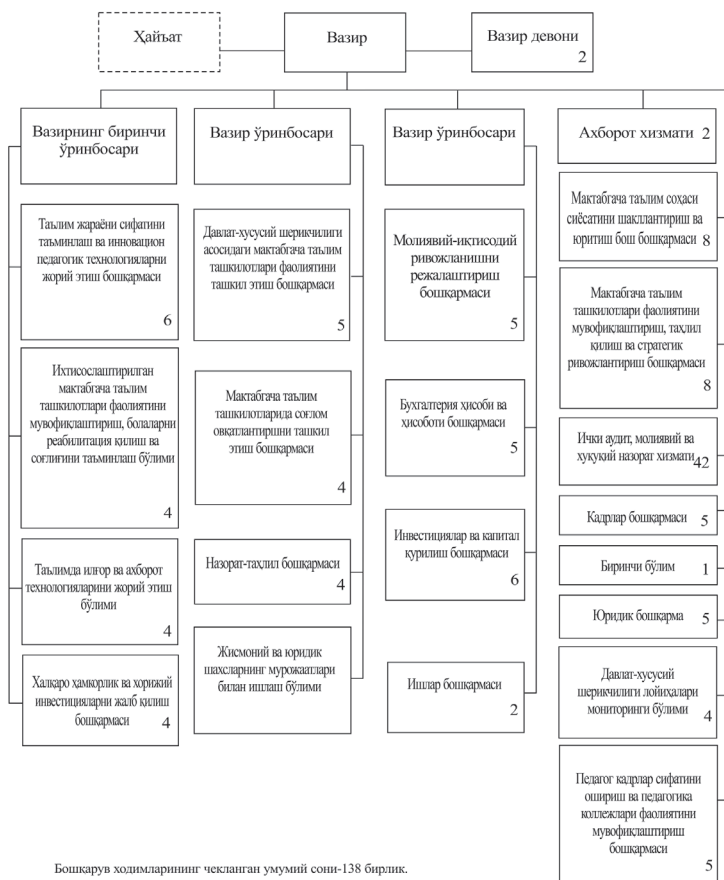 Ҳайъат
Вазир
Вазир девони
2
Вазирнинг биринчи
ўринбосари
Таълим жараёни сифатини
таъминлаш ва инновацион
педагогик технологияларни
жорий этиш бошқармаси
6
Ихтисослаштирилган
мактабгача таълим
ташкилотлари фаолиятини
мувофиқлаштириш, болаларни
реабилитация қилиш ва
соғлиғини таъминлаш бўлими
4
Таълимда илғор ва ахборот
технологияларини жорий этиш
бўлими
4
Халқаро ҳамкорлик ва хорижий
инвестицияларни жалб қилиш
бошқармаси
4
Вазир ўринбосари
Давлат-хусусий шерикчилиги
асосидаги мактабгача таълим
ташкилотлари фаолиятини
ташкил этиш бошқармаси
5
Мактабгача таълим
ташкилотларида соғлом
овқатлантиршни ташкил
этиш бошқармаси
4
Назорат-таҳлил бошқармаси
4
Жисмоний ва юридик
шахсларнинг мурожаатлари
билан ишлаш бўлими
Вазир ўринбосари
Молиявий-иқтисодий
ривожланишни
режалаштириш
бошқармаси
5
Бухгалтерия ҳисоби ва
ҳисоботи бошқармаси
5
Инвестициялар ва капитал
қурилиш бошқармаси
6
Ишлар бошқармаси
2
Ахборот хизмати 2
Мактабгача таълим соҳаси
сиёсатини шакллантириш ва
юритиш бош бошқармаси
8
Мактабгача таълим
ташкилотлари фаолиятини
мувофиқлаштириш, таҳлил
қилиш ва стратегик
ривожлантириш бошқармаси
8
Ички аудит, молиявий ва
хуқуқий назорат хизмати 42
Кадрлар бошқармаси 5
Биринчи бўлим 1
Юридик бошқарма 5
Давлат-хусусий
шерикчилиги лойиҳалари
мониторинги бўлими
4
Педагог кадрлар сифатини
ошириш ва педагогика
коллежлари фаолиятини
мувофиқлаштириш
бошқармаси
5
Бошқарув ходимларининг чекланган умумий сони-138 бирлик.